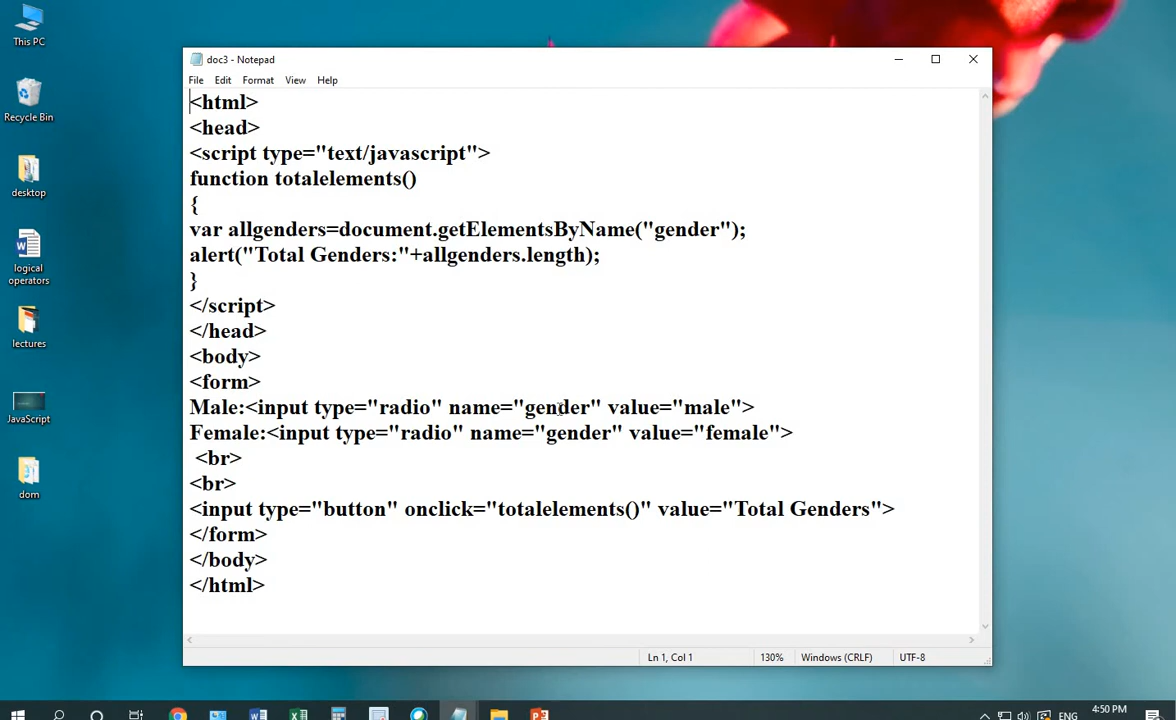 This PC
Recycle Bin
desktop
logical
operators
lectures
JavaScript
dom
doc3 - Notepad
File Edit Format View Help
<html>
<head>
<script type="text/javascript">
function totalelements()
{
var allgenders=document.getElementsByName("gender");
alert("Total Genders:"+allgenders.length);
}
</script>
</head>
<body>
<form>
Male:<input type="radio" name="gender" value="male">
Female:<input type="radio" name="gender" value="female">
<br>
<br>
<input type="button" onclick="totalelements()" value="Total Genders">
</form>
</body>
</html>
Ln 1, Col 1 130% Windows (CRLF) UTF-8
ENG 4:50 PM